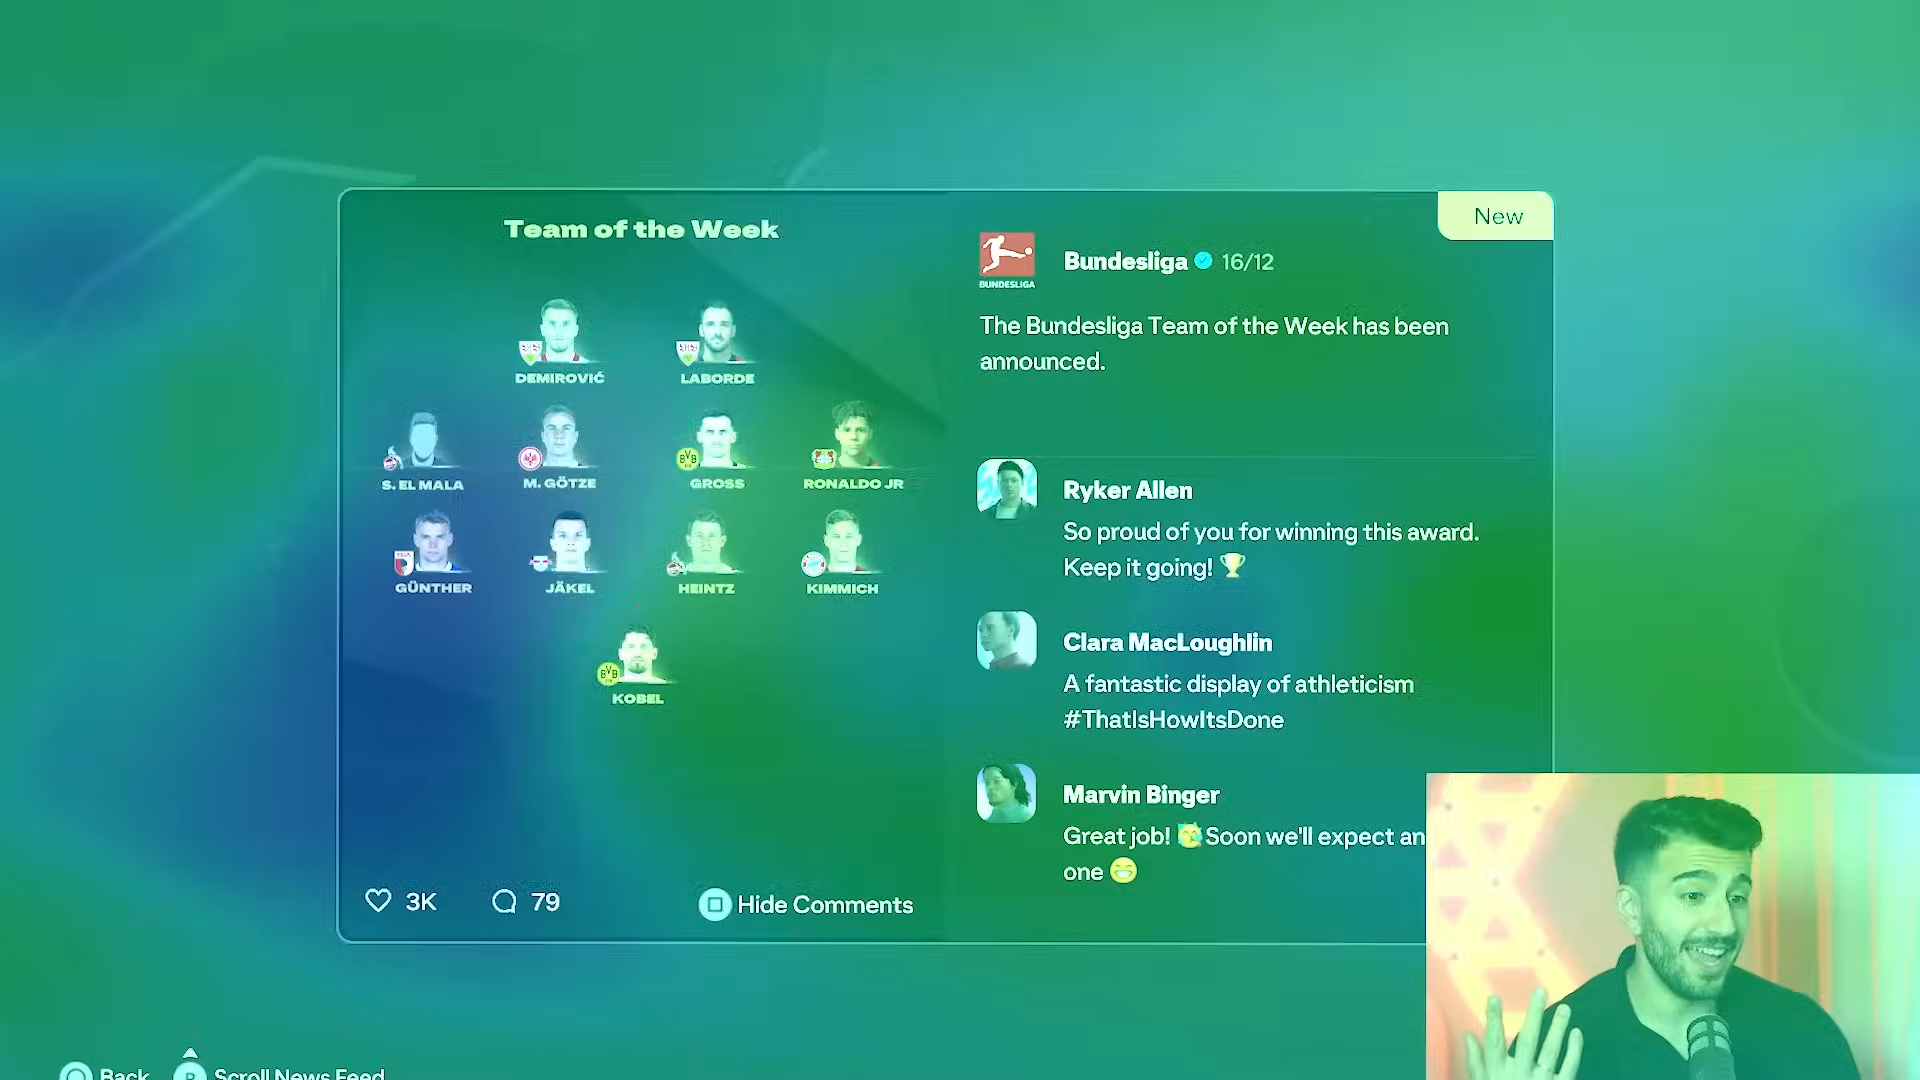 Team of the Week
DEMIROVIĆ
LABORDE
S. EL MALA
M. GÖTZE
GROSS
RONALDO JR
GÜNTHER
JÄKEL
HEINTZ
KIMMICH
BVB
KOBEL
3K
79
Hide Comments
New
BUNDESLIGA
Bundesliga 16/12
The Bundesliga Team of the Week has been
announced.
Ryker Allen
So proud of you for winning this award.
Keep it going! 🏆
Clara MacLoughlin
A fantastic display of athleticism
#ThatIsHowItsDone
Marvin Binger
Great job! 🥳 Soon we'll expect an
one 😁
Back
R Scroll News Feed